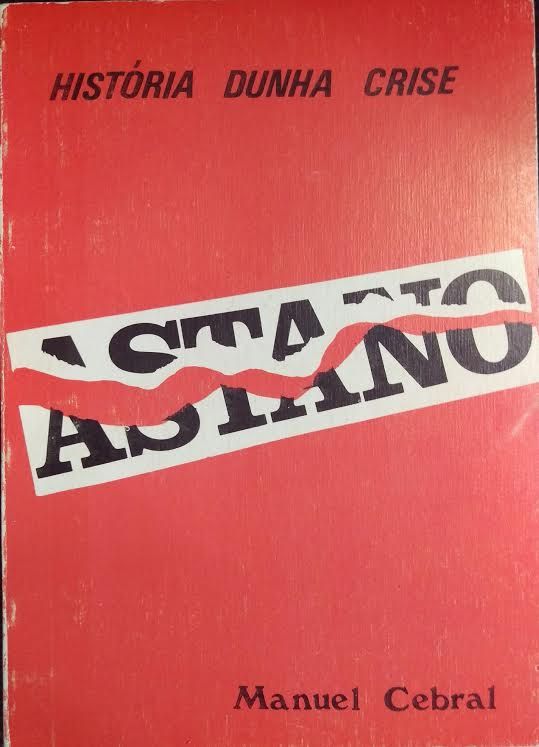 HISTÓRIA DUNHA CRISE
ASTANO
Manuel Cebral